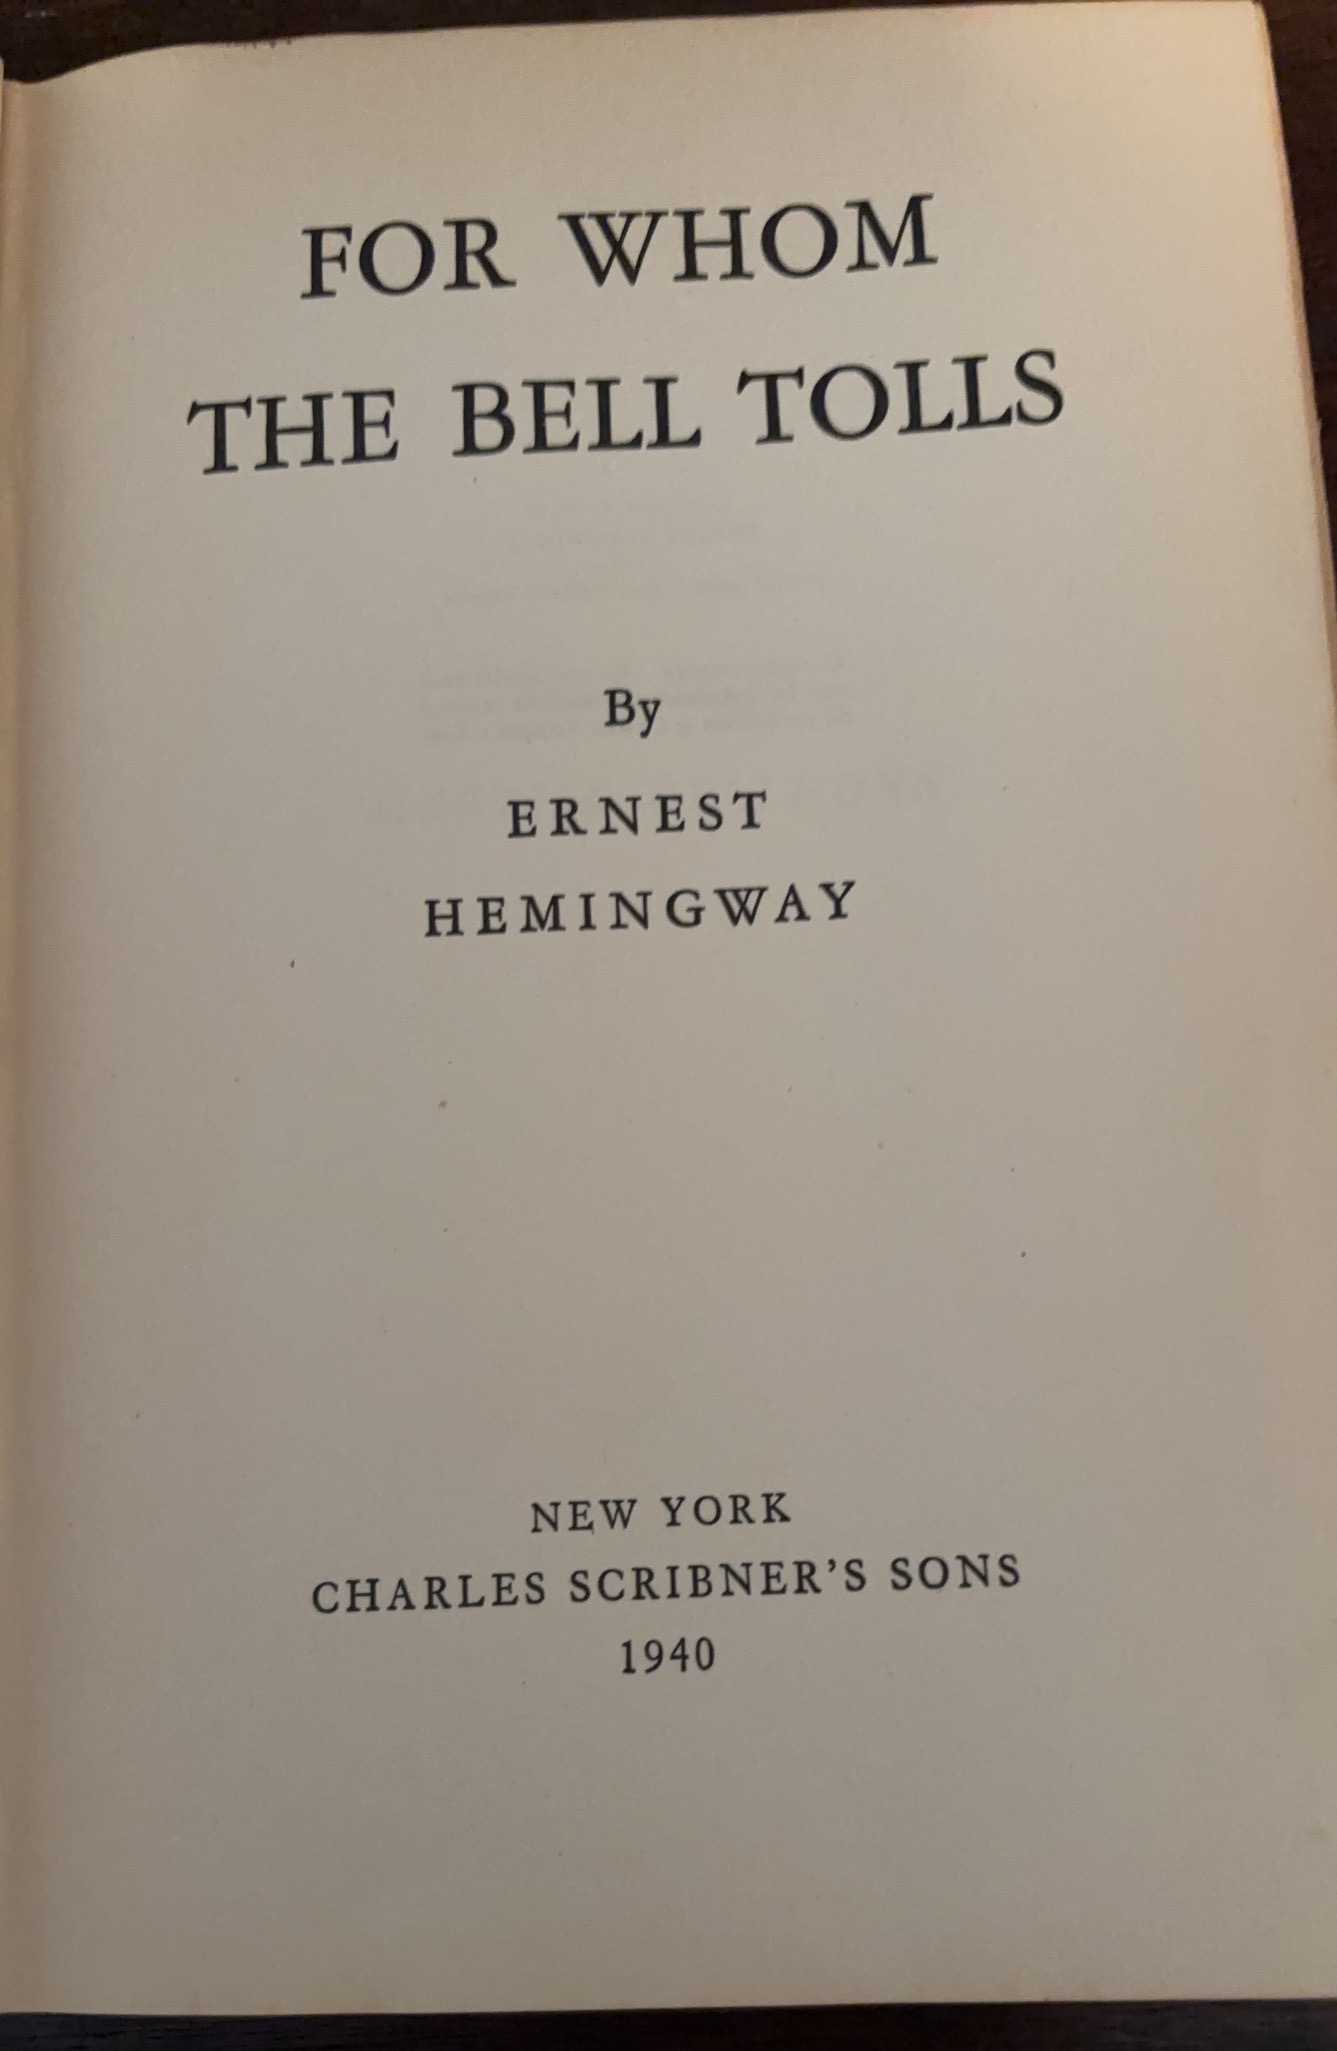 FOR WHOM
THE BELL TOLLS
By
ERNEST
HEMINGWAY
NEW YORK
CHARLES SCRIBNER'S SONS
1940